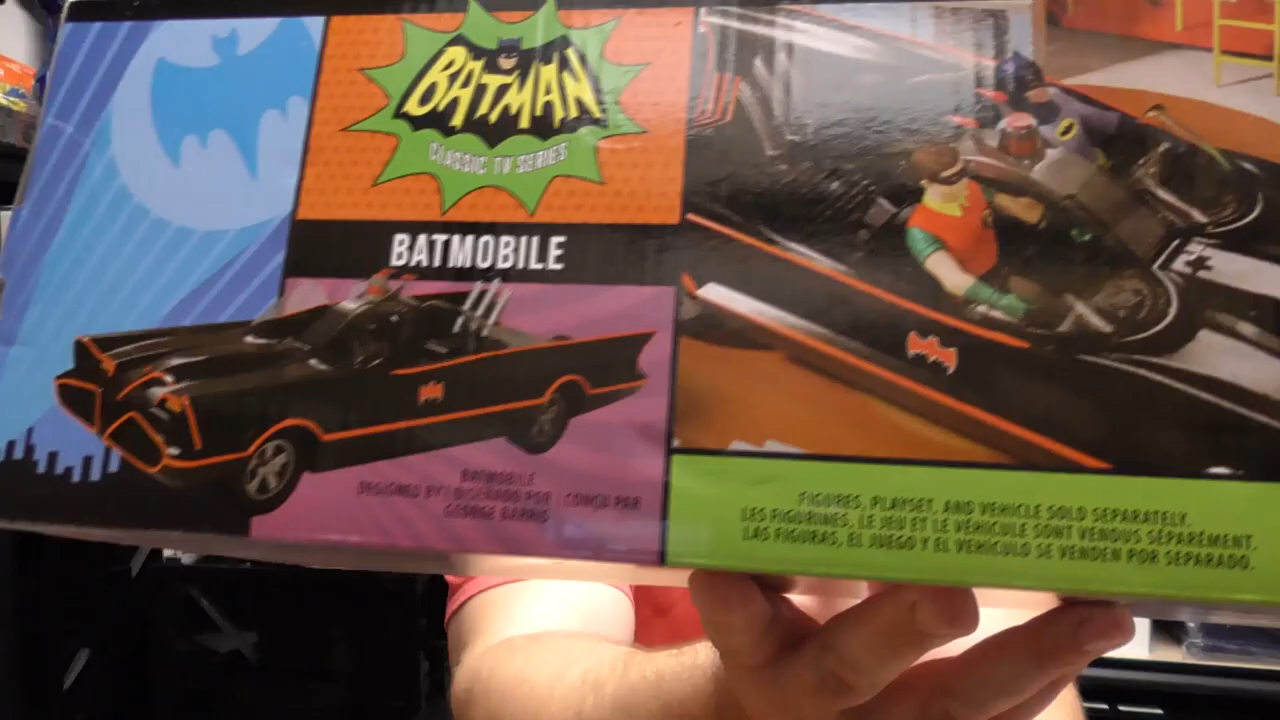 BATMAN
CLASSIC TV SERIES
BATMOBILE
BATMOBILE
DESIGNED BY | DISEÑADO POR | CONÇU PAR
GEORGE BARRIS
FIGURES, PLAYSET, AND VEHICLE SOLD SEPARATELY.
LES FIGURINES, LE JEU ET LE VÉHICULE SONT VENDUS SÉPARÉMENT.
LAS FIGURAS, EL JUEGO Y EL VEHÍCULO SE VENDEN POR SEPARADO.